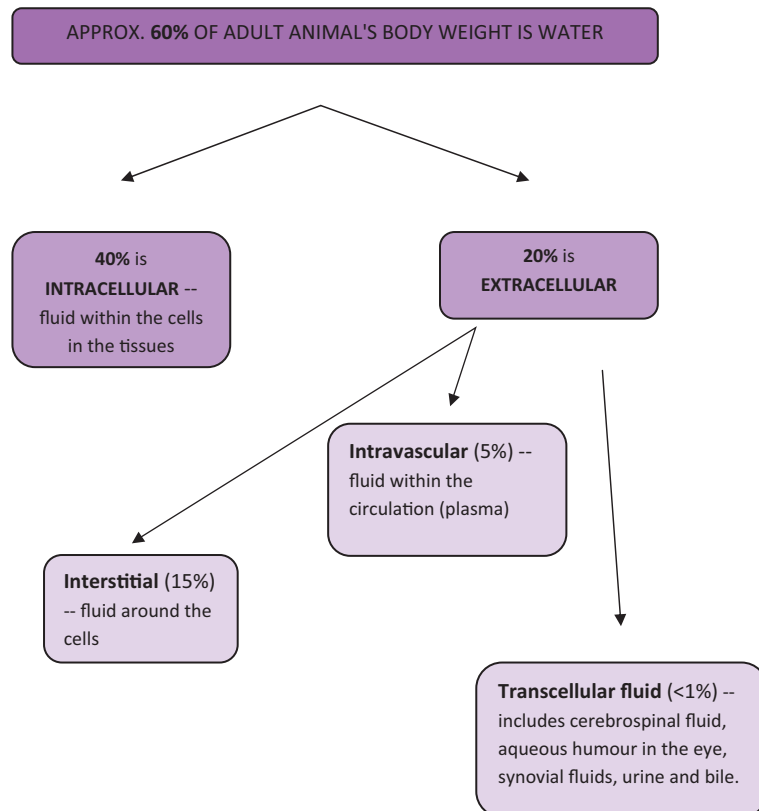 APPROX. 60% OF ADULT ANIMAL'S BODY WEIGHT IS WATER
40% is
INTRACELLULAR --
fluid within the cells
in the tissues
20% is
EXTRACELLULAR
Intravascular (5%) --
fluid within the
circulation (plasma)
Interstitial (15%)
-- fluid around the
cells
Transcellular fluid (<1%) --
includes cerebrospinal fluid,
aqueous humour in the eye,
synovial fluids, urine and bile.